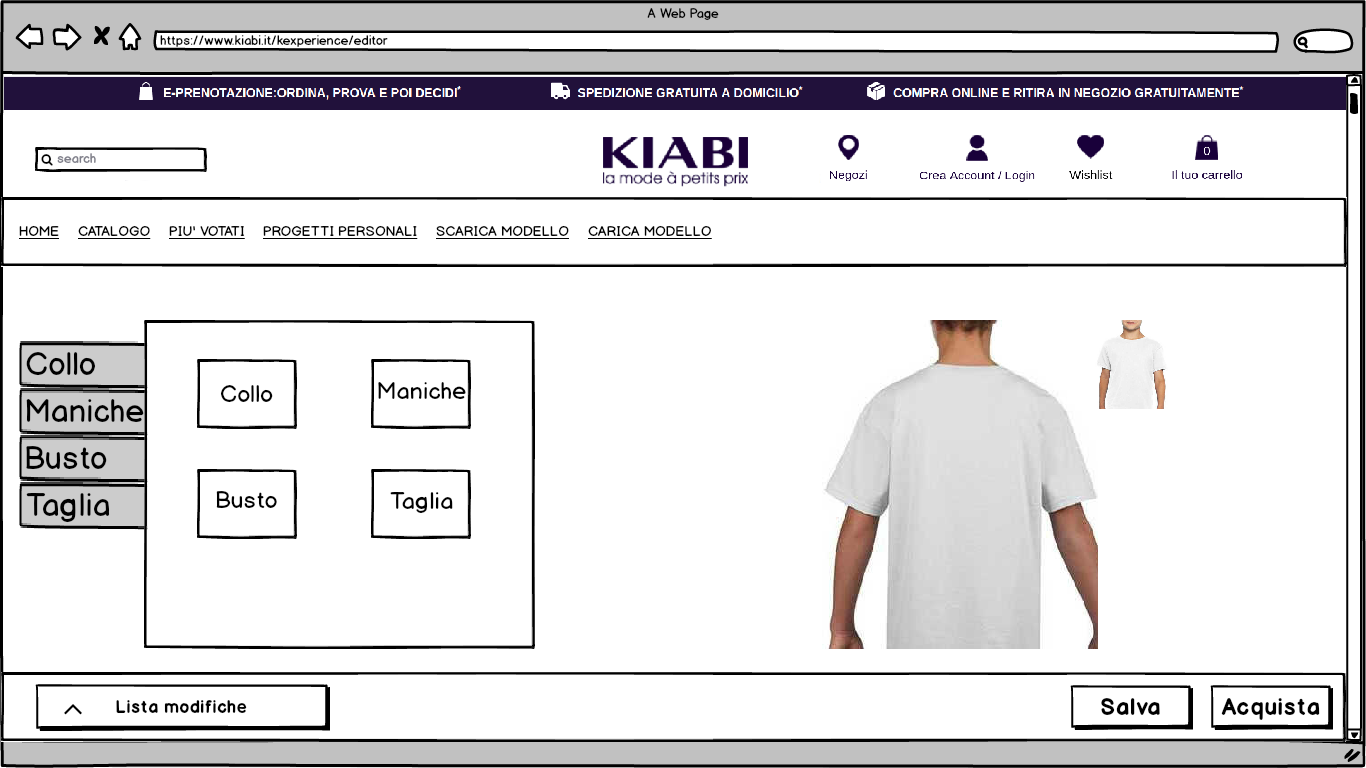 A Web Page
https://www.kiabi.it/kexperience/editor
E-PRENOTAZIONE:ORDINA, PROVA E POI DECIDI*
SPEDIZIONE GRATUITA A DOMICILIO*
COMPRA ONLINE E RITIRA IN NEGOZIO GRATUITAMENTE*
search
KIABI
la mode à petits prix
Negozi
Crea Account / Login
Wishlist
0
Il tuo carrello
HOME
CATALOGO
PIU' VOTATI
PROGETTI PERSONALI
SCARICA MODELLO
CARICA MODELLO
Collo
Maniche
Busto
Taglia
Collo
Maniche
Busto
Taglia
Lista modifiche
Salva
Acquista